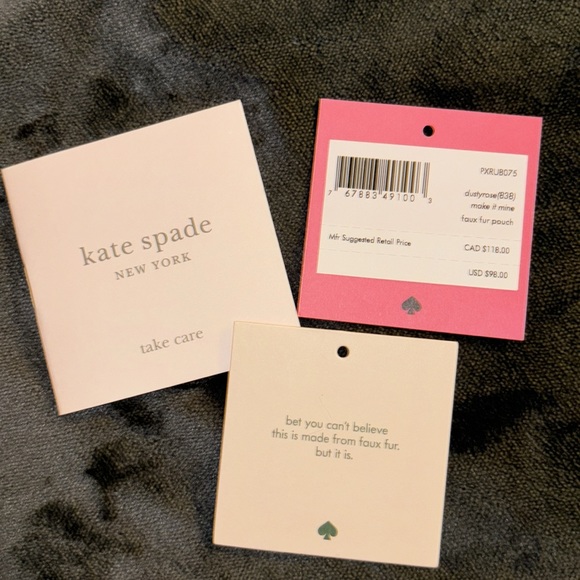 kate spade
NEW YORK
take care
PXRUB075
7 67883 49100 3
dustyrose(838)
make it mine
faux fur pouch
Mfr Suggested Retail Price
CAD $118.00
USD $98.00
bet you can't believe
this is made from faux fur.
but it is.